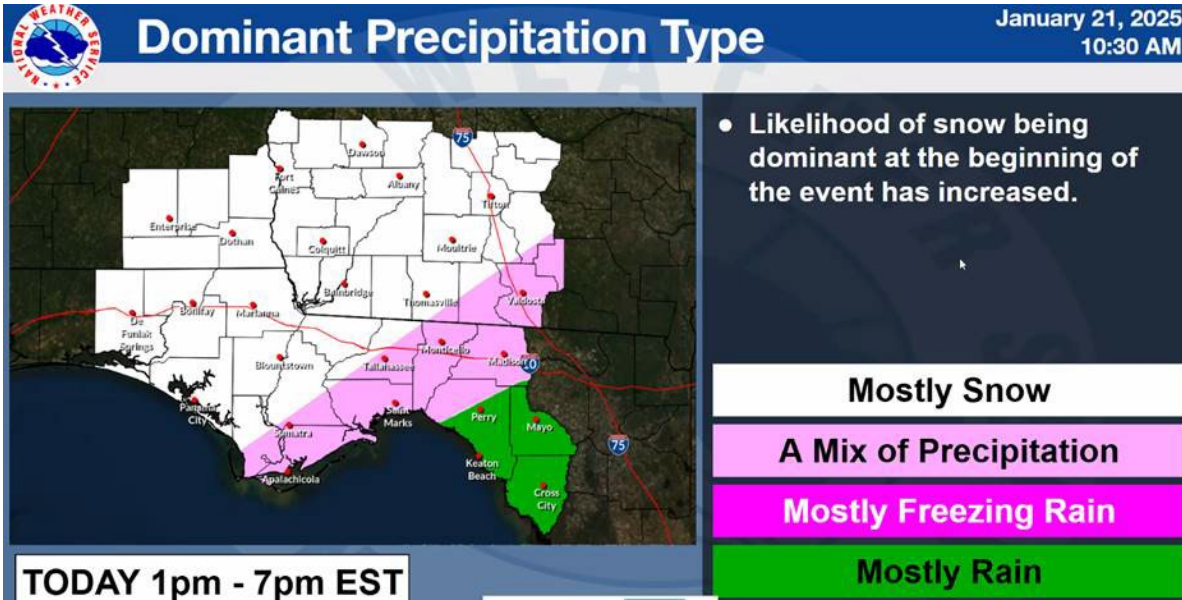 NATIONAL WEATHER SERVICE
Dominant Precipitation Type
January 21, 2025
10:30 AM
• Likelihood of snow being
dominant at the beginning of
the event has increased.
75
Dawson
Fort
Gaines
Albany
Tifton
Enterprise
Dothan
Colquitt
Moultrie
Bainbridge
Thomasville
Valdosta
De
Funiak
Springs
Bonifay
Marianna
Monticello
Blountstown
Tallahassee
Madison
10
Panama
City
Saint
Marks
Perry
Mayo
Sumatra
75
Keaton
Beach
Apalachicola
Cross
City
Mostly Snow
A Mix of Precipitation
Mostly Freezing Rain
Mostly Rain
TODAY 1pm - 7pm EST